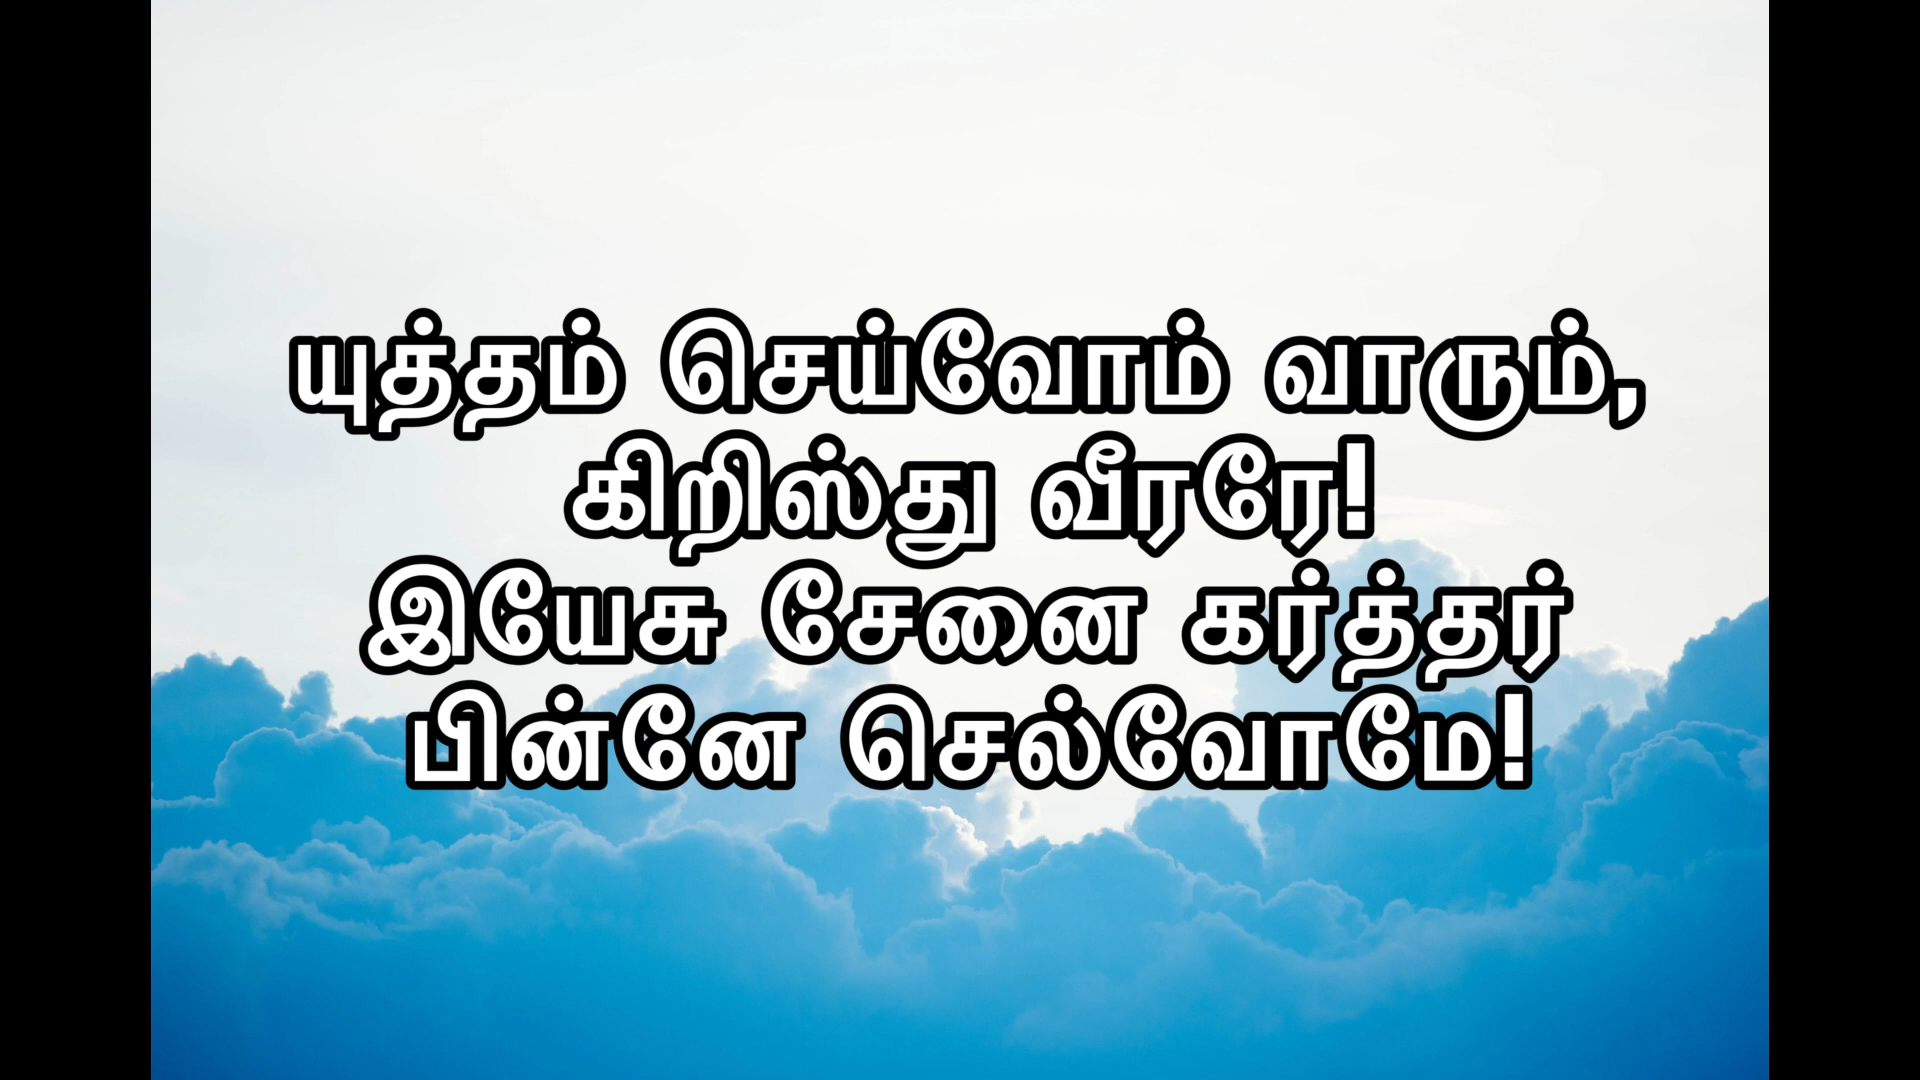 யுத்தம் செய்வோம் வாரும்,
கிறிஸ்து வீரரே!
இயேசு சேனை கர்த்தர்
பின்னே செல்வோமே!